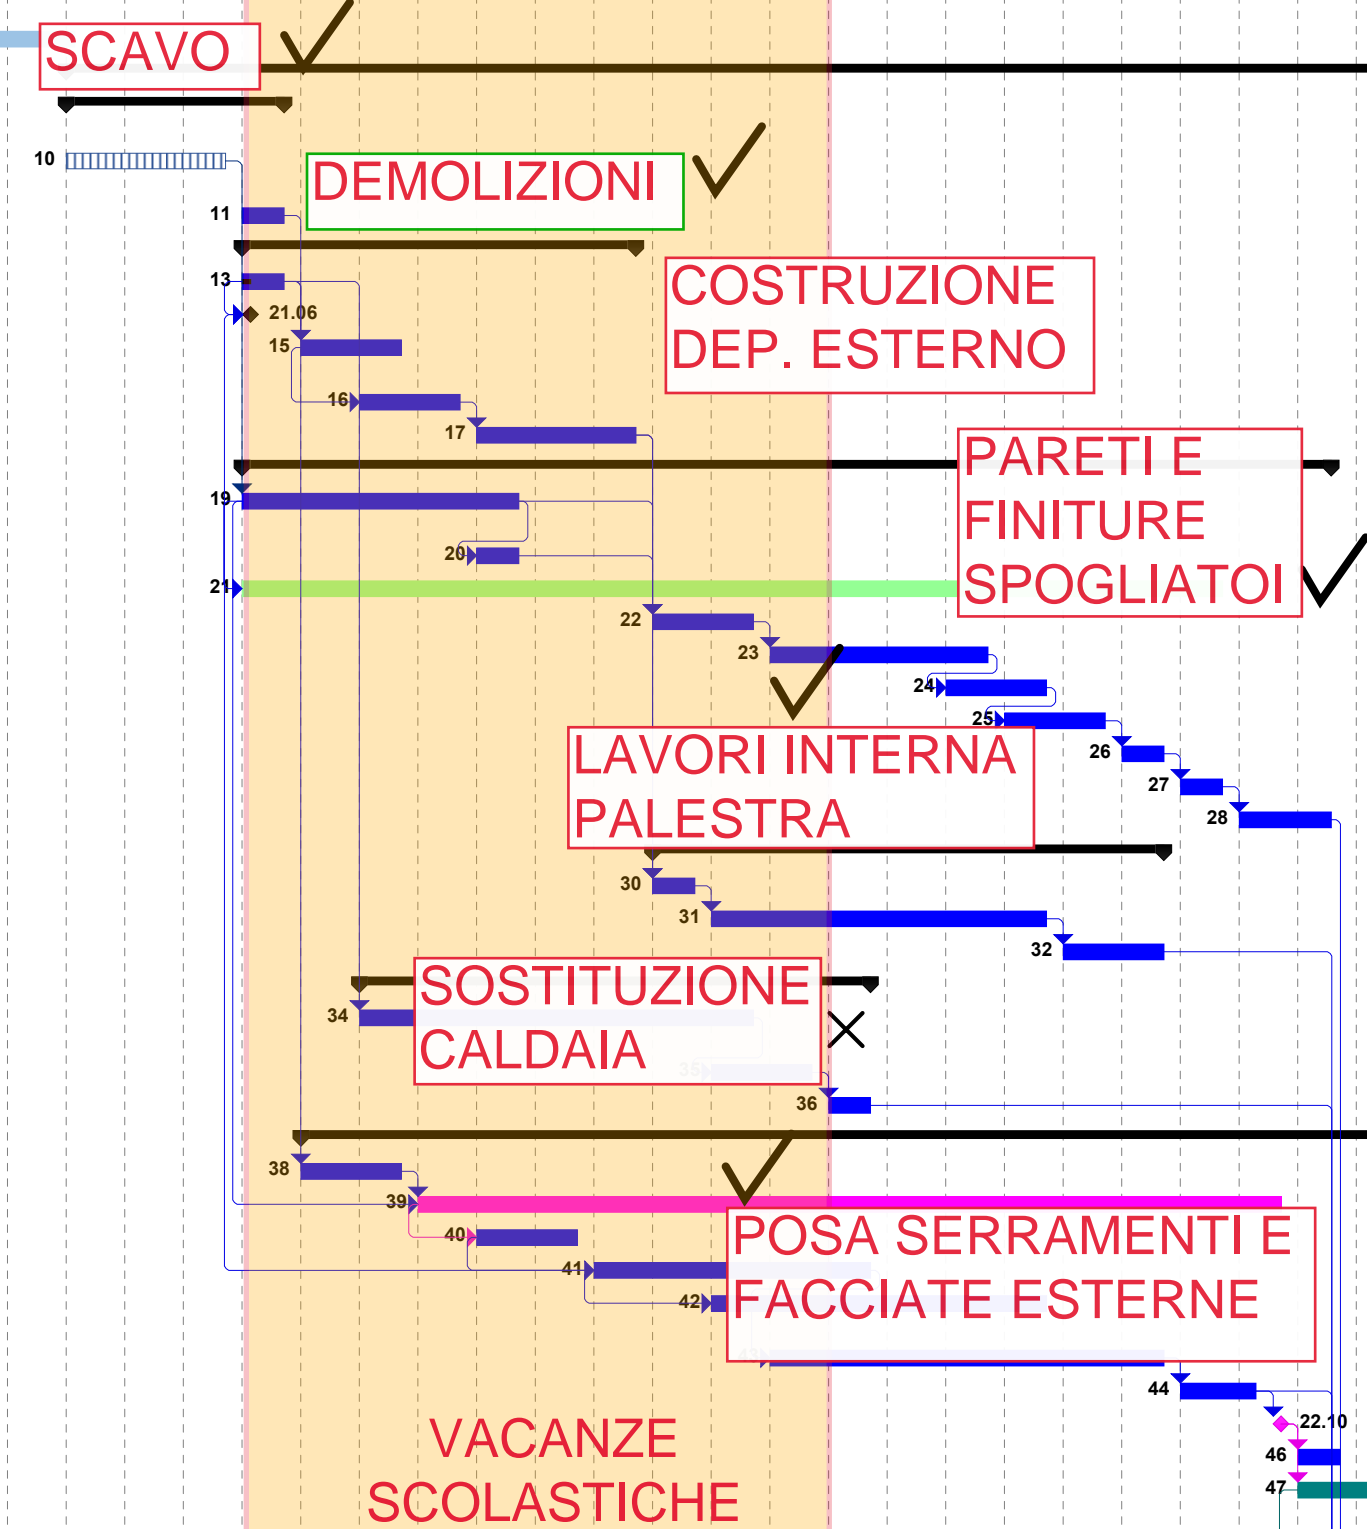 SCAVO
10
DEMOLIZIONI
11
13
COSTRUZIONE
DEP. ESTERNO
21.06
15
16
17
PARETI E
FINITURE
SPOGLIATOI
19
20
21
22
23
24
25
LAVORI INTERNA
PALESTRA
26
27
28
30
31
32
SOSTITUZIONE
CALDAIA
34
35
36
38
39
40
POSA SERRAMENTI E
FACCIATE ESTERNE
41
42
43
44
22.10
VACANZE
SCOLASTICHE
46
47